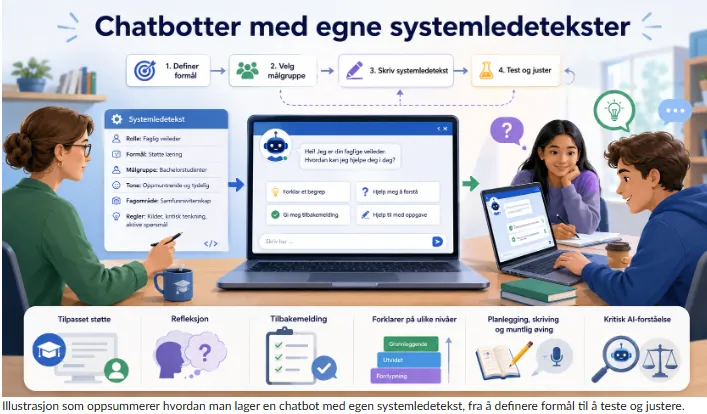 Chatbotter med egne systemledetekster
1. Definer
formål
2. Velg
målgruppe
3. Skriv systemledetekst
4. Test og juster
Systemledetekst
Rolle: Faglig veileder
Formål: Støtte læring
Målgruppe: Bachelorstudenter
Tone: Oppmuntrende og tydelig
Fagområde: Samfunnsvitenskap
Regler: Kilder, kritisk tenkning,
aktive spørsmål
</>
Hei! Jeg er din faglige veileder.
Hvordan kan jeg hjelpe deg i dag?
Forklar et begrep
Hjelp meg å forstå
Gi meg tilbakemelding
Hjelp til med oppgave
Skriv her ...
?
?
Tilpasset støtte
Refleksjon
?
Tilbakemelding
Forklarer på ulike nivåer
Grunnleggende
Utvidet
Fordypning
Planlegging, skriving
og muntlig øving
Kritisk AI-forståelse
Illustrasjon som oppsummerer hvordan man lager en chatbot med egen systemledetekst, fra å definere formål til å teste og justere.